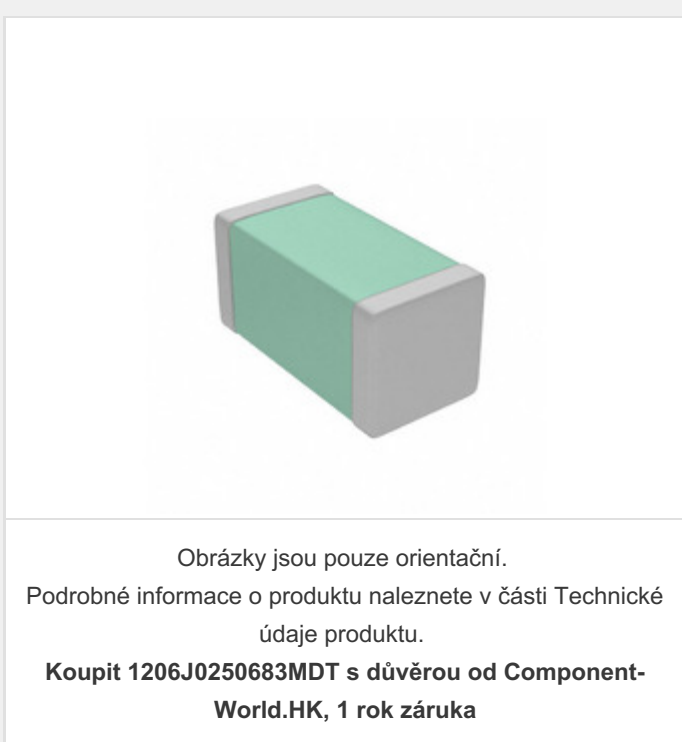 Obrázky jsou pouze orientační.
Podrobné informace o produktu naleznete v části Technické
údaje produktu.
Koupit 1206J0250683MDT s důvěrou od Component-
World.HK, 1 rok záruka